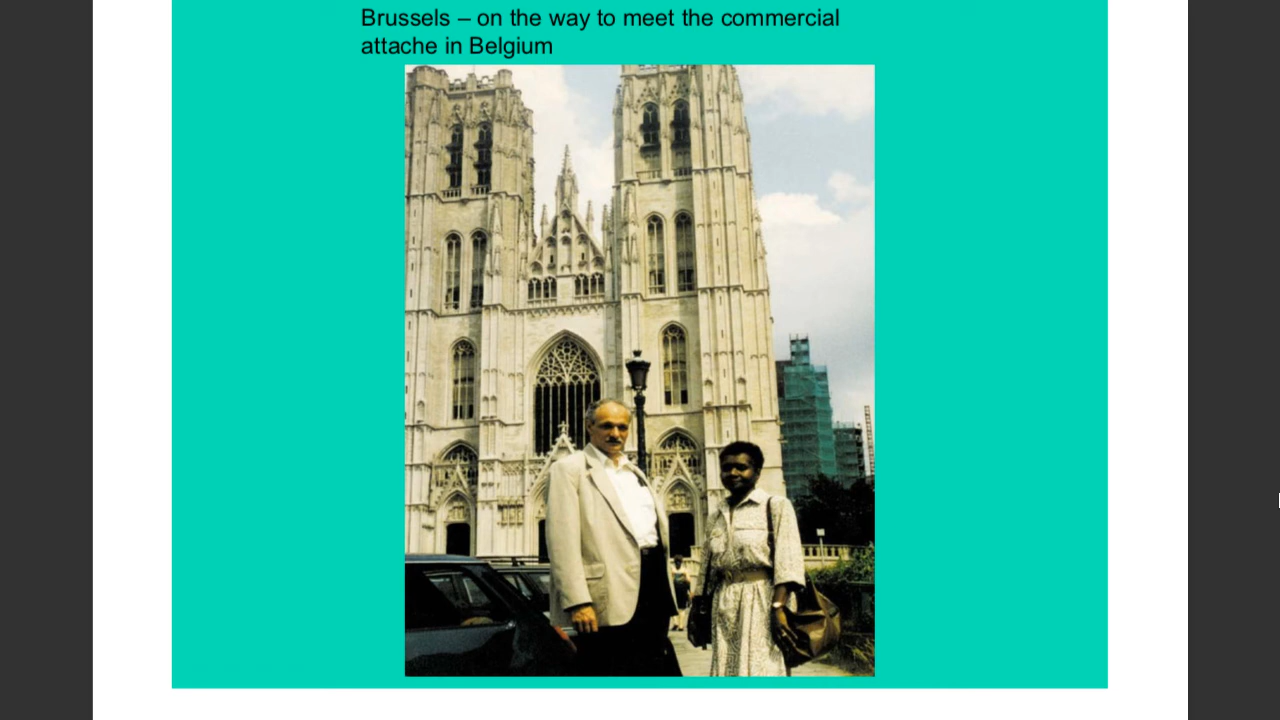 Brussels – on the way to meet the commercial
attache in Belgium